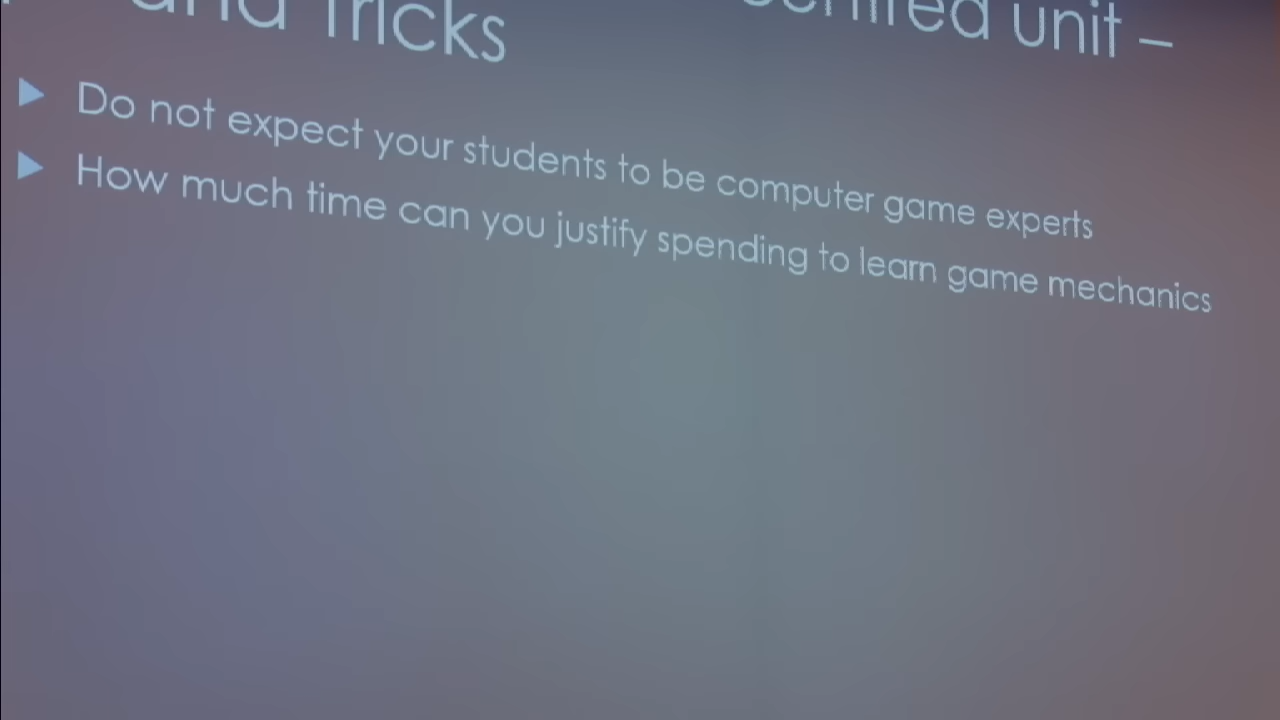 unit –
and Tricks
Do not expect your students to be computer game experts
How much time can you justify spending to learn game mechanics